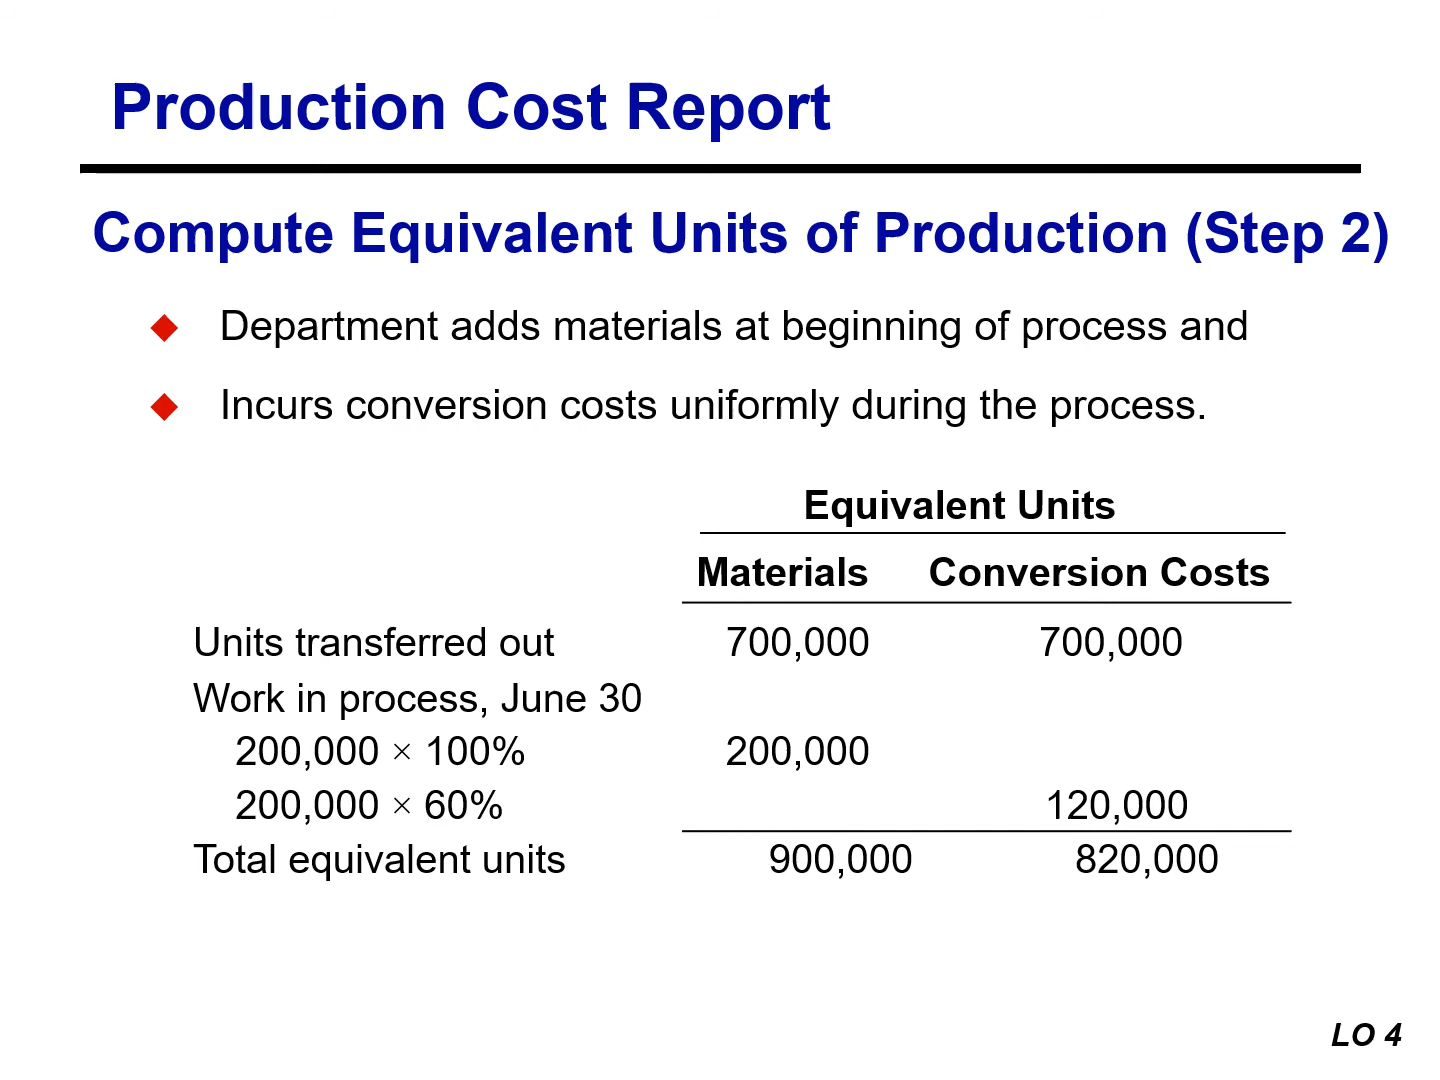 Production Cost Report
Compute Equivalent Units of Production (Step 2)
Department adds materials at beginning of process and
Incurs conversion costs uniformly during the process.
Equivalent Units
Materials Conversion Costs
Units transferred out 700,000 700,000
Work in process, June 30
200,000 × 100% 200,000
200,000 × 60% 120,000
Total equivalent units 900,000 820,000
LO 4